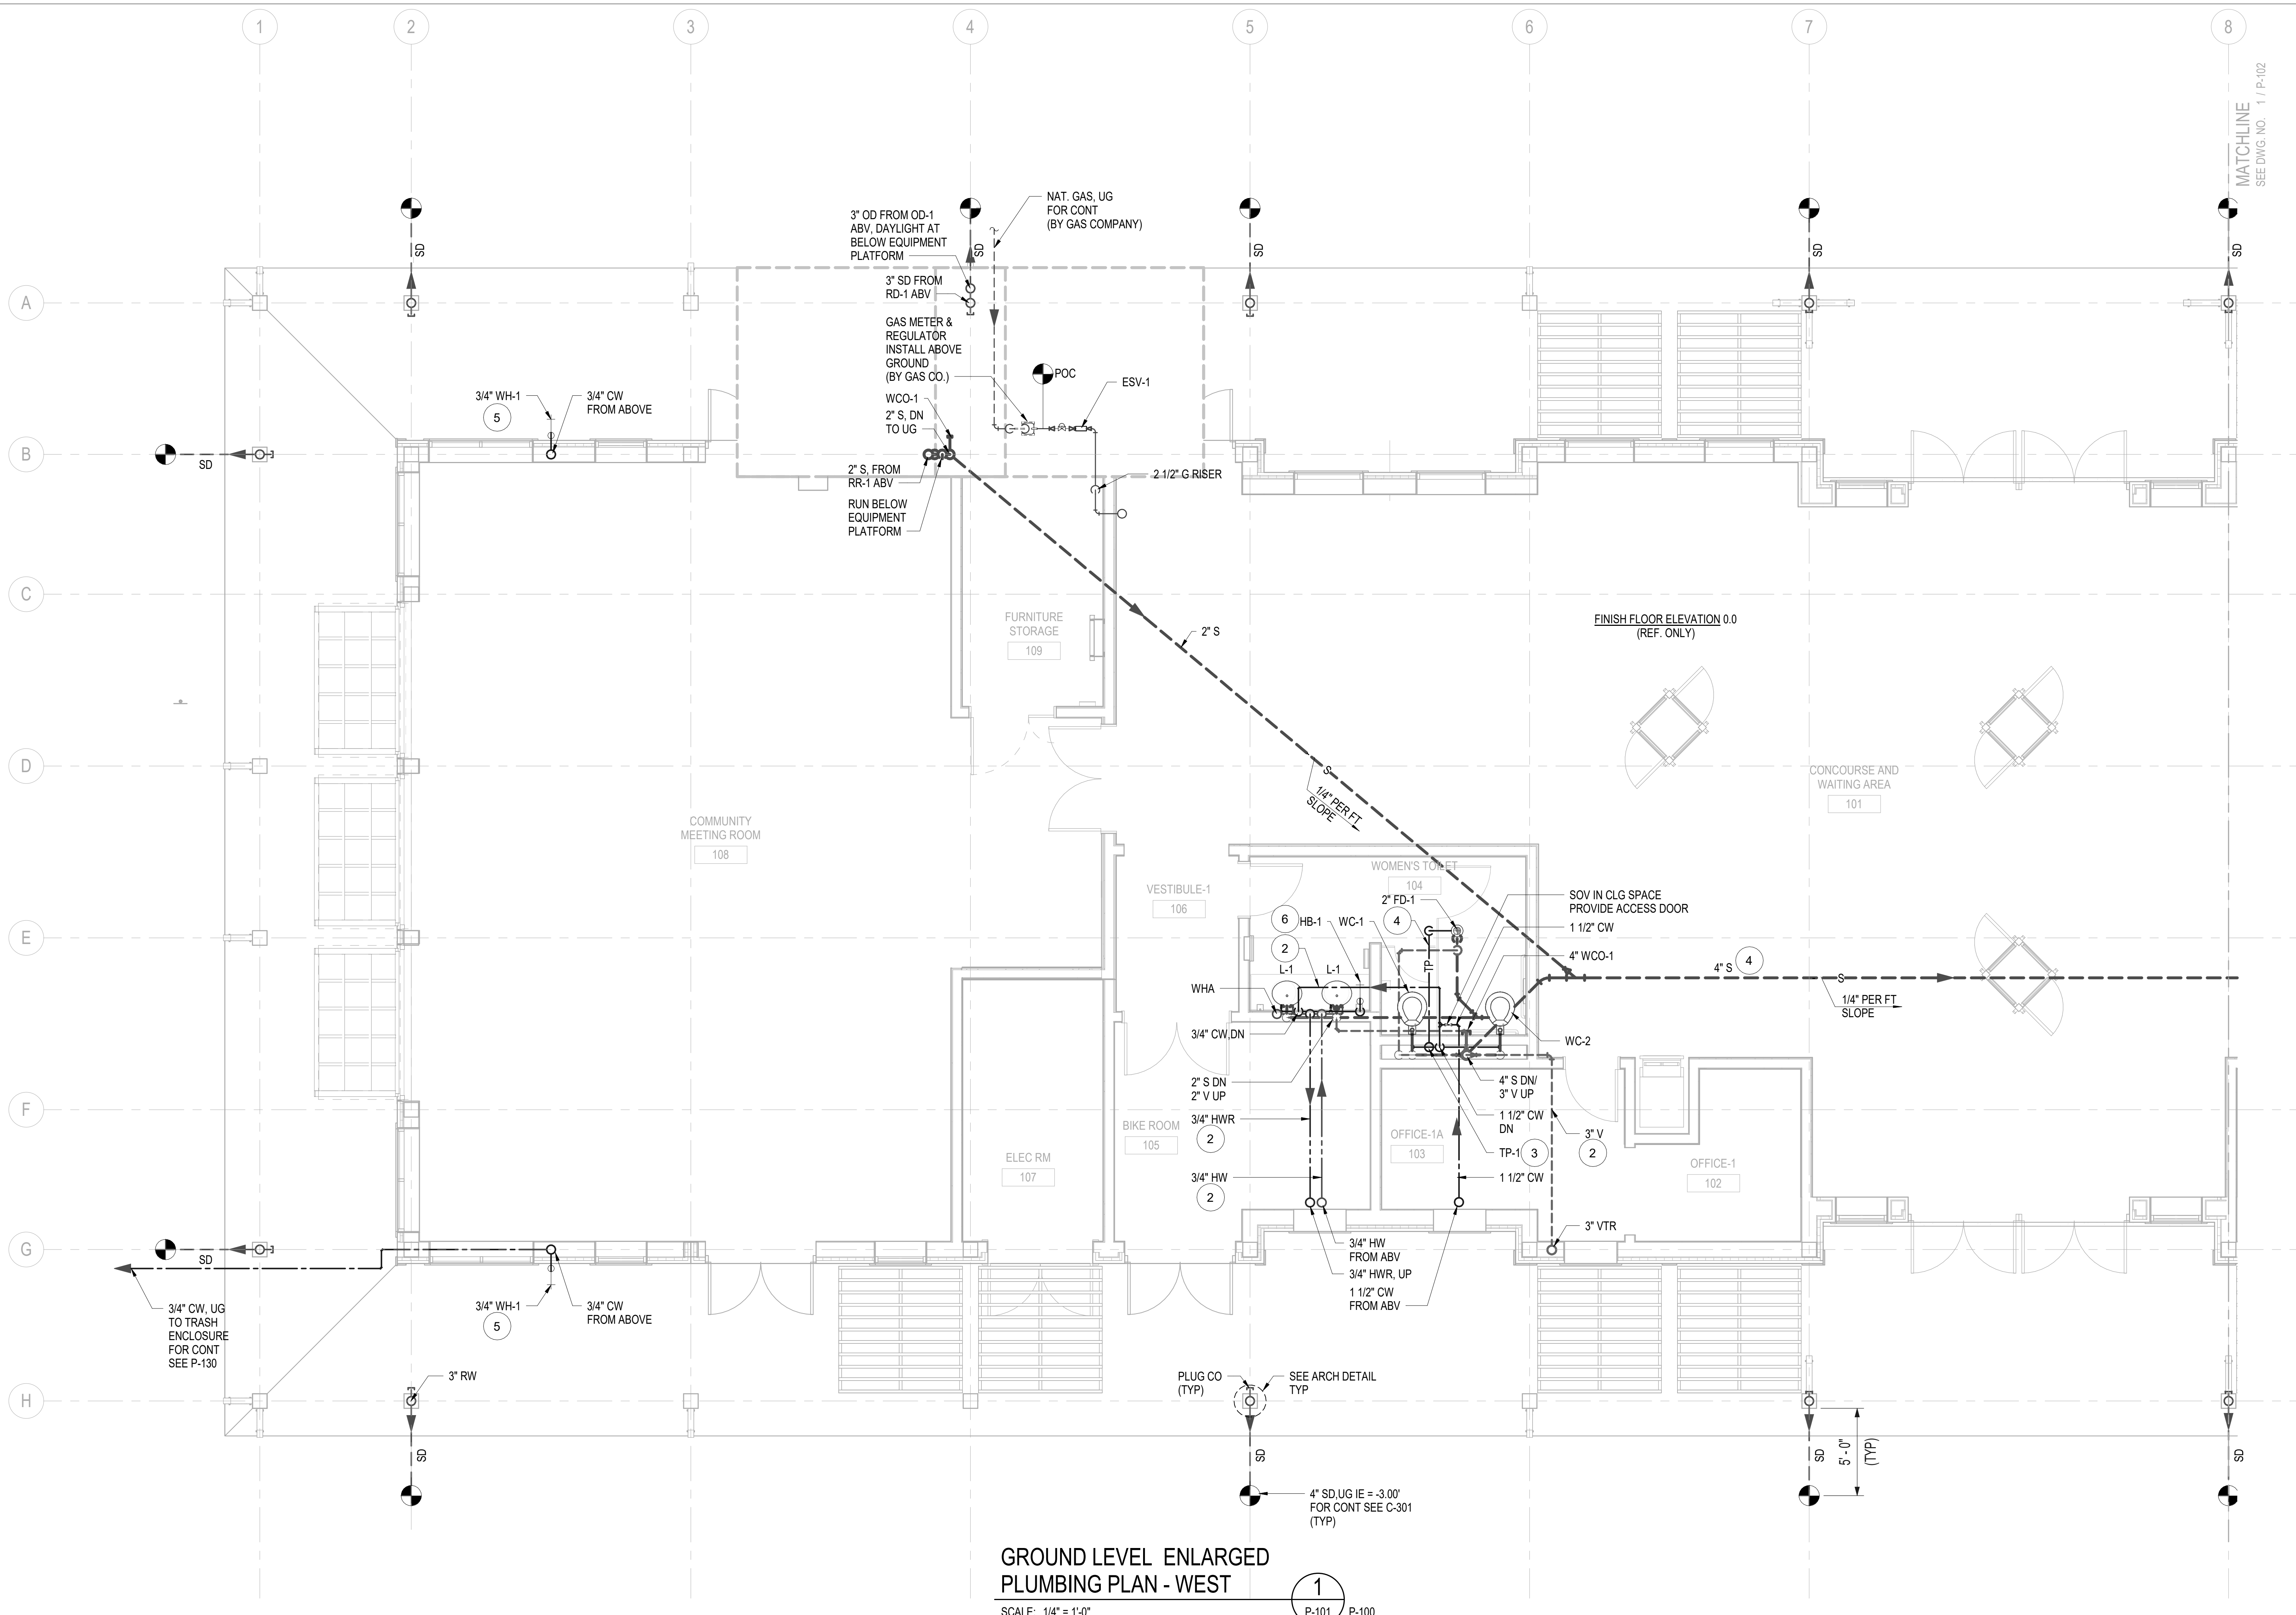 1
2
3
4
5
6
7
8
MATCHLINE
SEE DWG. NO. 1 / P-102
A
B
C
D
E
F
G
H
SD
SD
SD
SD
SD
3" OD FROM OD-1
ABV, DAYLIGHT AT
BELOW EQUIPMENT
PLATFORM
NAT. GAS, UG
FOR CONT
(BY GAS COMPANY)
3" SD FROM
RD-1 ABV
GAS METER &
REGULATOR
INSTALL ABOVE
GROUND
(BY GAS CO.)
POC
ESV-1
WCO-1
2" S, DN
TO UG
3/4" WH-1
5
3/4" CW
FROM ABOVE
SD
2" S, FROM
RR-1 ABV
RUN BELOW
EQUIPMENT
PLATFORM
2 1/2" G RISER
FURNITURE
STORAGE
109
2" S
FINISH FLOOR ELEVATION 0.0
(REF. ONLY)
S
1/4" PER FT
SLOPE
CONCOURSE AND
WAITING AREA
101
COMMUNITY
MEETING ROOM
108
VESTIBULE-1
106
WOMEN'S TOILET
104
2" FD-1
4
SOV IN CLG SPACE
PROVIDE ACCESS DOOR
1 1/2" CW
4" WCO-1
6
HB-1
WC-1
2
L-1
L-1
TP
WHA
4" S
4
S
1/4" PER FT
SLOPE
3/4" CW,DN
WC-2
2" S DN
2" V UP
4" S DN/
3" V UP
3/4" HWR
2
1 1/2" CW
DN
3" V
2
BIKE ROOM
105
OFFICE-1A
103
TP-1
3
ELEC RM
107
OFFICE-1
102
3/4" HW
2
1 1/2" CW
3" VTR
3/4" HW
FROM ABV
3/4" HWR, UP
1 1/2" CW
FROM ABV
SD
3/4" CW, UG
TO TRASH
ENCLOSURE
FOR CONT
SEE P-130
3/4" WH-1
5
3/4" CW
FROM ABOVE
3" RW
PLUG CO
(TYP)
SEE ARCH DETAIL
TYP
SD
SD
SD
SD
5' - 0"
(TYP)
4" SD,UG IE = -3.00'
FOR CONT SEE C-301
(TYP)
GROUND LEVEL ENLARGED
PLUMBING PLAN - WEST
1
SCALE: 1/4" = 1'-0"
P-101
P-100